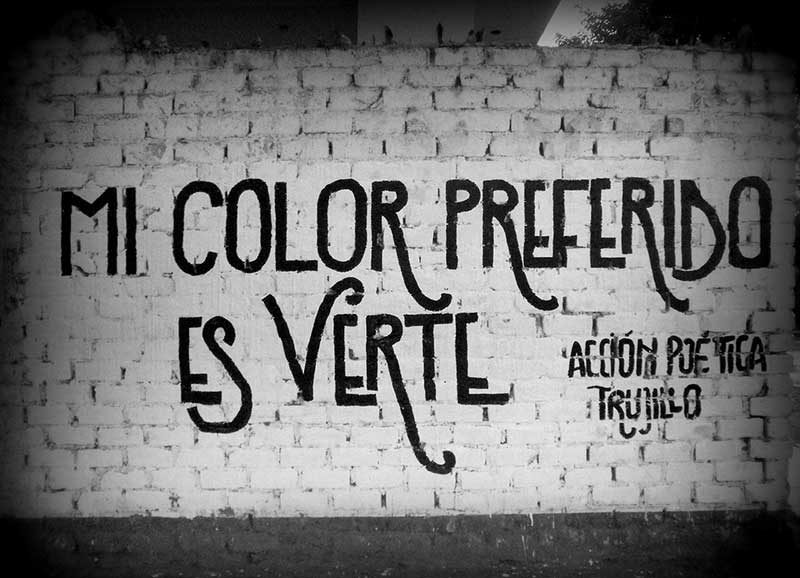 MI COLOR PREFERIDO
ES VERTE
ACCIÓN POÉTICA
TRUJILLO